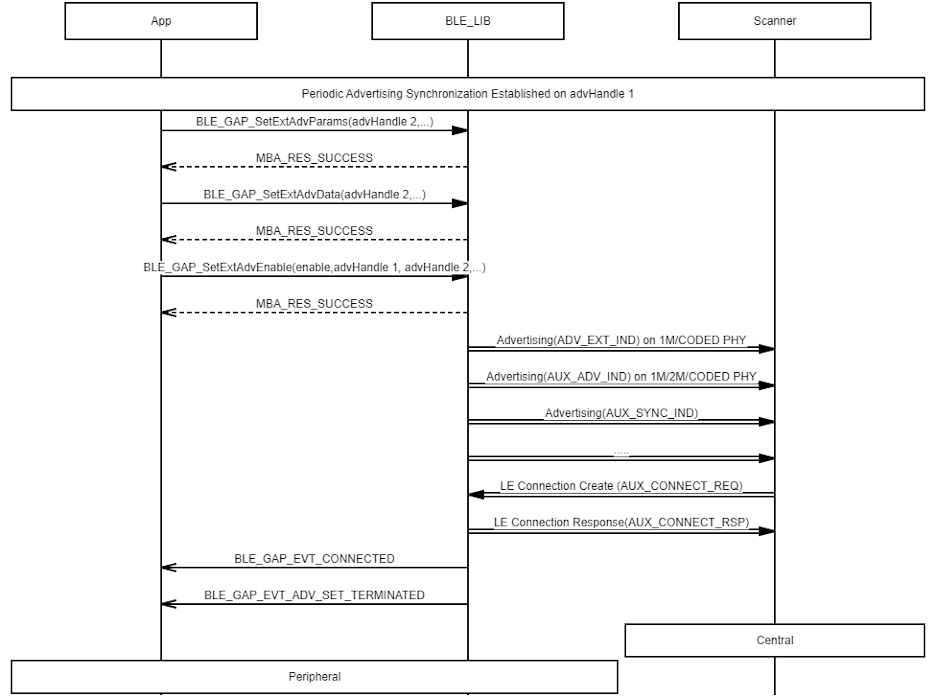 App
BLE_LIB
Scanner
Periodic Advertising Synchronization Established on advHandle 1
BLE_GAP_SetExtAdvParams(advHandle 2,...)
MBA_RES_SUCCESS
BLE_GAP_SetExtAdvData(advHandle 2,...)
MBA_RES_SUCCESS
BLE_GAP_SetExtAdvEnable(enable,advHandle 1, advHandle 2,...)
MBA_RES_SUCCESS
Advertising(ADV_EXT_IND) on 1M/CODED PHY
Advertising(AUX_ADV_IND) on 1M/2M/CODED PHY
Advertising(AUX_SYNC_IND)
.....
LE Connection Create (AUX_CONNECT_REQ)
LE Connection Response(AUX_CONNECT_RSP)
BLE_GAP_EVT_CONNECTED
BLE_GAP_EVT_ADV_SET_TERMINATED
Central
Peripheral